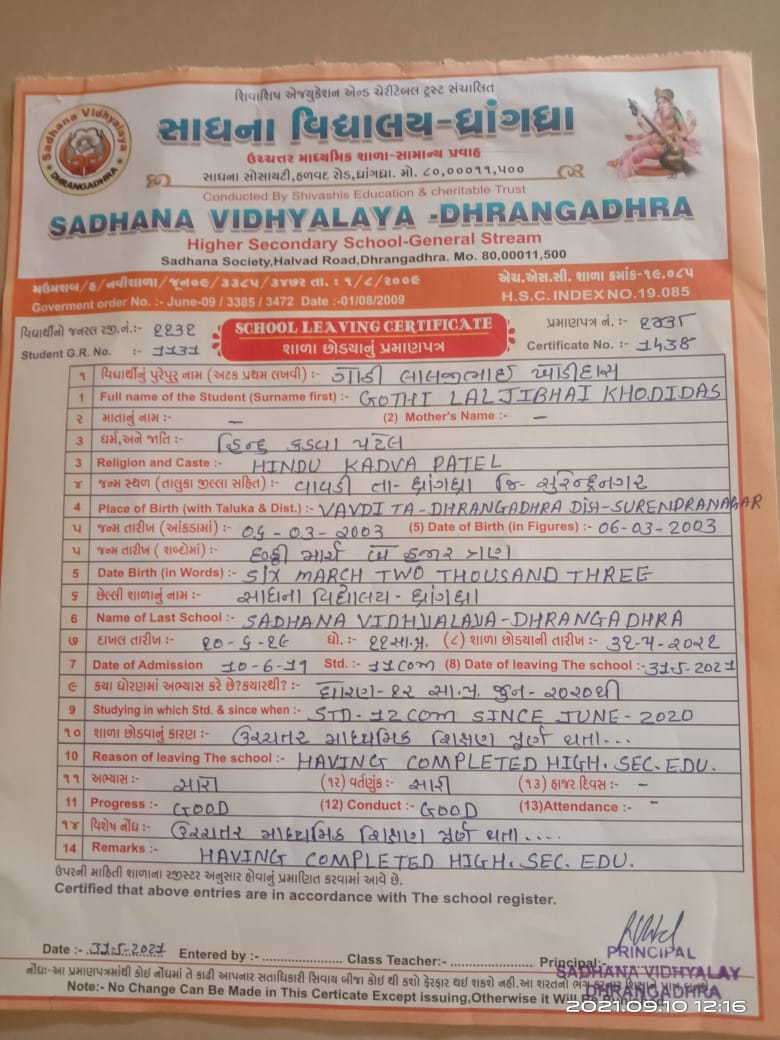 શિવાશિષ એજયુકેશન એન્ડ ચેરીટેબલ ટ્રસ્ટ સંચાલિત
Sadhana Vidhyalaya
DHRANGADHRA
સાધના વિદ્યાલય-ધ્રાંગધ્રા
ઉચ્ચત્તર માધ્યમિક શાળા-સામાન્ય પ્રવાહ
સાધના સોસાયટી,હળવદ રોડ,ધ્રાંગધ્રા. મો. ૮૦,૦૦૦૧૧,૫૦૦
Conducted By Shivashis Education & cheritable Trust
SADHANA VIDHYALAYA -DHRANGADHRA
Higher Secondary School-General Stream
Sadhana Society,Halvad Road,Dhrangadhra. Mo. 80,00011,500
મઉમશબ/હ/નવીશાળા/જૂન૦૯/૩૩૮૫/૩૪૭૨ તા. : ૧/૮/૨૦૦૯
એચ.એસ.સી. શાળા ક્રમાંક-૧૯.૦૮૫
Goverment order No. :- June-09 / 3385 / 3472 Date :-01/08/2009
H.S.C. INDEX NO.19.085
વિદ્યાર્થીનો જનરલ રજી.નં.:- ૧૧૩૧
SCHOOL LEAVING CERTIFICATE
પ્રમાણપત્ર નં. :- ૧૪૩૮
Student G.R. No. :- 1131
શાળા છોડયાનું પ્રમાણપત્ર
Certificate No. :- 1438
૧ વિદ્યાર્થીનું પુરેપુરુ નામ (અટક પ્રથમ લખવી) :- ગોઠી લાલજીભાઈ ખોડીદાસ
1 Full name of the Student (Surname first) :- GOTHI LALJIBHAI KHODIDAS
૨ માતાનું નામ :- – (2) Mother's Name :- –
૩ ધર્મ,અને જાતિ :- હિન્દુ કડવા પટેલ
3 Religion and Caste :- HINDU KADVA PATEL
૪ જન્મ સ્થળ (તાલુકા જીલ્લા સહિત) :- વાવડી તા- ધ્રાંગધ્રા જિ- સુરેન્દ્રનગર
4 Place of Birth (with Taluka & Dist.) :- VAVDI TA-DHRANGADHRA Dist-SURENDRANAGAR
૫ જન્મ તારીખ (આંકડામાં) :- ૦૬-૦૩-૨૦૦૩ (5) Date of Birth (in Figures) :- 06-03-2003
૫ જન્મ તારીખ ( શબ્દોમાં) :- છઠ્ઠી માર્ચ બે હજાર ત્રણ
5 Date Birth (in Words) :- SIX MARCH TWO THOUSAND THREE
૬ છેલ્લી શાળાનું નામ :- સાધના વિદ્યાલય- ધ્રાંગધ્રા
6 Name of Last School :- SADHANA VIDHYALAYA-DHRANGADHRA
૭ દાખલ તારીખ :- ૧૦-૬-૧૯ ધો. :- ૧૧સા.પ્ર. (૮) શાળા છોડ્યાની તારીખ :- ૩૧-૫-૨૦૨૧
7 Date of Admission 10-6-19 Std. :- 11COM (8) Date of leaving The school :-31-5-2021
૯ કયા ધોરણમાં અભ્યાસ કરે છે?કયારથી? :- ધોરણ-૧૨ સા.પ્ર. જુન-૨૦૨૦થી
9 Studying in which Std. & since when :- STD-12 COM SINCE JUNE-2020
૧૦ શાળા છોડવાનું કારણ :- ઉચ્ચતર માધ્યમિક શિક્ષણ પૂર્ણ થતા...
10 Reason of leaving The school :- HAVING COMPLETED HIGH. SEC. EDU.
૧૧ અભ્યાસ :- સારો (૧૨) વર્તણુંક :- સારી (૧૩) હાજર દિવસ :- –
11 Progress :- GOOD (12) Conduct :- GOOD (13)Attendance :- –
૧૪ વિશેષ નોંધ :- ઉચ્ચતર માધ્યમિક શિક્ષણ પૂર્ણ થતા....
14 Remarks :- HAVING COMPLETED HIGH. SEC. EDU.
ઉપરની માહિતી શાળાના રજીસ્ટર અનુસાર હોવાનું પ્રમાણિત કરવામાં આવે છે.
Certified that above entries are in accordance with The school register.
Date :- 31-5-2021 Entered by :- ........................ Class Teacher:- ........................ Principal:-
PRINCIPAL
SADHANA VIDHYALAY
DHRANGADHRA
નોંધઃ-આ પ્રમાણપત્રમાંથી કોઈ નોંધમાં તે કાઢી આપનાર સતાધિકારી સિવાય બીજા કોઈ થી કશો ફેરફાર થઈ શકશે નહી.આ શરતનો ભંગ કરનાર
Note:- No Change Can Be Made in This Certicate Except issuing,Otherwise it Will
2021.09.10 12:16